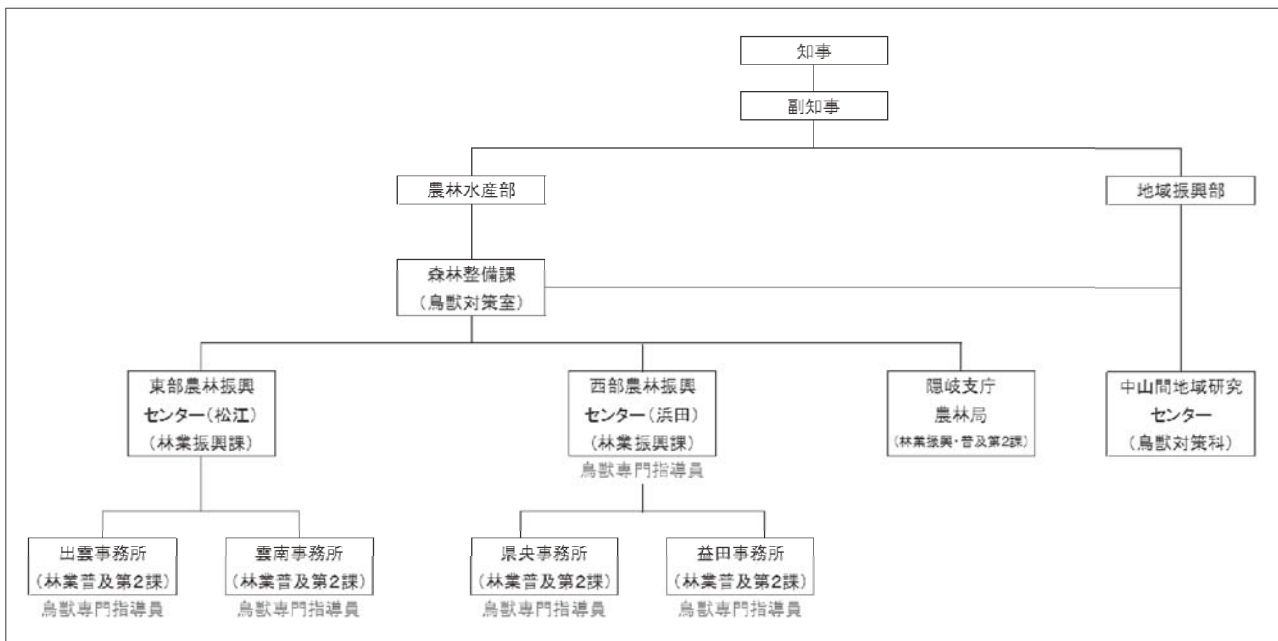 知事
副知事
農林水産部
地域振興部
森林整備課
(鳥獣対策室)
東部農林振興
センター(松江)
(林業振興課)
西部農林振興
センター(浜田)
(林業振興課)
鳥獣専門指導員
隠岐支庁
農林局
(林業振興・普及第2課)
中山間地域研究
センター
(鳥獣対策科)
出雲事務所
(林業普及第2課)
鳥獣専門指導員
雲南事務所
(林業普及第2課)
鳥獣専門指導員
県央事務所
(林業普及第2課)
鳥獣専門指導員
益田事務所
(林業普及第2課)
鳥獣専門指導員